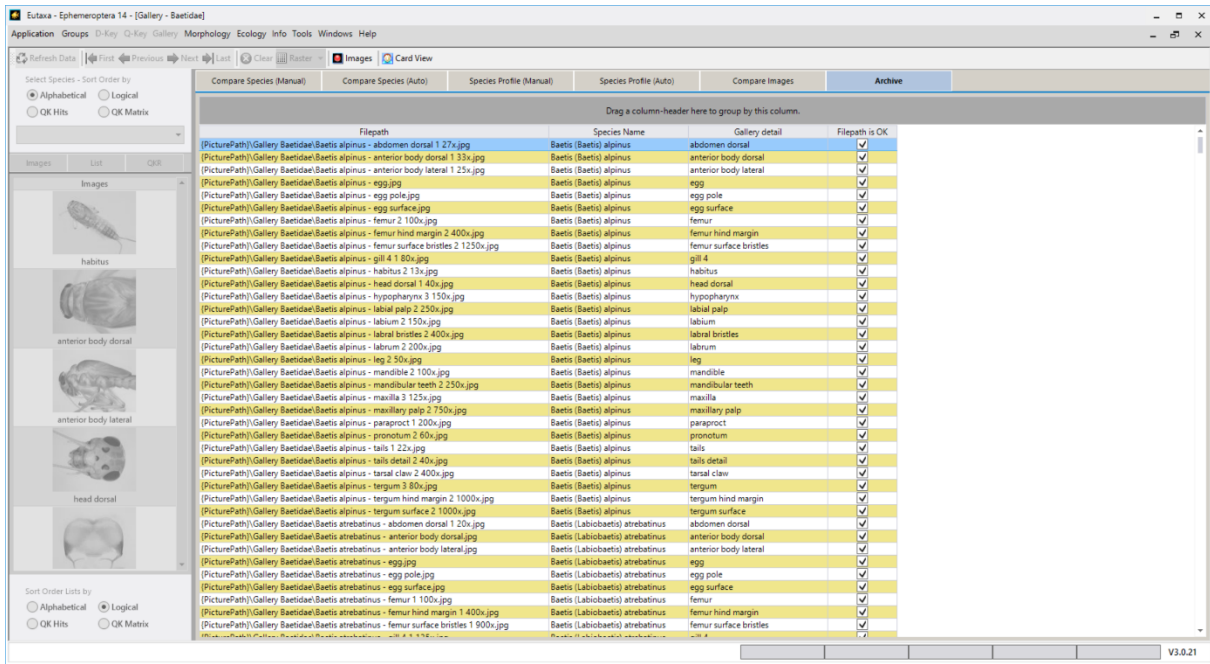 Eutaxa - Ephemeroptera 14 - [Gallery - Baetidae]
Application Groups D-Key Q-Key Gallery Morphology Ecology Info Tools Windows Help
Refresh Data First Previous Next Last Clear Raster Images Card View
Select Species - Sort Order by
Alphabetical Logical
QK Hits QK Matrix
Images List QKR
Images
habitus
anterior body dorsal
anterior body lateral
head dorsal
Sort Order Lists by
Alphabetical Logical
QK Hits QK Matrix
Compare Species (Manual) Compare Species (Auto) Species Profile (Manual) Species Profile (Auto) Compare Images Archive
Drag a column-header here to group by this column.
Filepath Species Name Gallery detail Filepath is OK
{PicturePath}\Gallery Baetidae\Baetis alpinus - abdomen dorsal 1 27x.jpg Baetis (Baetis) alpinus abdomen dorsal
{PicturePath}\Gallery Baetidae\Baetis alpinus - anterior body dorsal 1 33x.jpg Baetis (Baetis) alpinus anterior body dorsal
{PicturePath}\Gallery Baetidae\Baetis alpinus - anterior body lateral 1 25x.jpg Baetis (Baetis) alpinus anterior body lateral
{PicturePath}\Gallery Baetidae\Baetis alpinus - egg.jpg Baetis (Baetis) alpinus egg
{PicturePath}\Gallery Baetidae\Baetis alpinus - egg pole.jpg Baetis (Baetis) alpinus egg pole
{PicturePath}\Gallery Baetidae\Baetis alpinus - egg surface.jpg Baetis (Baetis) alpinus egg surface
{PicturePath}\Gallery Baetidae\Baetis alpinus - femur 2 100x.jpg Baetis (Baetis) alpinus femur
{PicturePath}\Gallery Baetidae\Baetis alpinus - femur hind margin 2 400x.jpg Baetis (Baetis) alpinus femur hind margin
{PicturePath}\Gallery Baetidae\Baetis alpinus - femur surface bristles 2 1250x.jpg Baetis (Baetis) alpinus femur surface bristles
{PicturePath}\Gallery Baetidae\Baetis alpinus - gill 4 1 80x.jpg Baetis (Baetis) alpinus gill 4
{PicturePath}\Gallery Baetidae\Baetis alpinus - habitus 2 13x.jpg Baetis (Baetis) alpinus habitus
{PicturePath}\Gallery Baetidae\Baetis alpinus - head dorsal 1 40x.jpg Baetis (Baetis) alpinus head dorsal
{PicturePath}\Gallery Baetidae\Baetis alpinus - hypopharynx 3 150x.jpg Baetis (Baetis) alpinus hypopharynx
{PicturePath}\Gallery Baetidae\Baetis alpinus - labial palp 2 250x.jpg Baetis (Baetis) alpinus labial palp
{PicturePath}\Gallery Baetidae\Baetis alpinus - labium 2 150x.jpg Baetis (Baetis) alpinus labium
{PicturePath}\Gallery Baetidae\Baetis alpinus - labral bristles 2 400x.jpg Baetis (Baetis) alpinus labral bristles
{PicturePath}\Gallery Baetidae\Baetis alpinus - labrum 2 200x.jpg Baetis (Baetis) alpinus labrum
{PicturePath}\Gallery Baetidae\Baetis alpinus - leg 2 50x.jpg Baetis (Baetis) alpinus leg
{PicturePath}\Gallery Baetidae\Baetis alpinus - mandible 2 100x.jpg Baetis (Baetis) alpinus mandible
{PicturePath}\Gallery Baetidae\Baetis alpinus - mandibular teeth 2 250x.jpg Baetis (Baetis) alpinus mandibular teeth
{PicturePath}\Gallery Baetidae\Baetis alpinus - maxilla 3 125x.jpg Baetis (Baetis) alpinus maxilla
{PicturePath}\Gallery Baetidae\Baetis alpinus - maxillary palp 2 750x.jpg Baetis (Baetis) alpinus maxillary palp
{PicturePath}\Gallery Baetidae\Baetis alpinus - paraproct 1 200x.jpg Baetis (Baetis) alpinus paraproct
{PicturePath}\Gallery Baetidae\Baetis alpinus - pronotum 2 60x.jpg Baetis (Baetis) alpinus pronotum
{PicturePath}\Gallery Baetidae\Baetis alpinus - tails 1 22x.jpg Baetis (Baetis) alpinus tails
{PicturePath}\Gallery Baetidae\Baetis alpinus - tails detail 2 40x.jpg Baetis (Baetis) alpinus tails detail
{PicturePath}\Gallery Baetidae\Baetis alpinus - tarsal claw 2 400x.jpg Baetis (Baetis) alpinus tarsal claw
{PicturePath}\Gallery Baetidae\Baetis alpinus - tergum 3 80x.jpg Baetis (Baetis) alpinus tergum
{PicturePath}\Gallery Baetidae\Baetis alpinus - tergum hind margin 2 1000x.jpg Baetis (Baetis) alpinus tergum hind margin
{PicturePath}\Gallery Baetidae\Baetis alpinus - tergum surface 2 1000x.jpg Baetis (Baetis) alpinus tergum surface
{PicturePath}\Gallery Baetidae\Baetis atrebatinus - abdomen dorsal 1 20x.jpg Baetis (Labiobaetis) atrebatinus abdomen dorsal
{PicturePath}\Gallery Baetidae\Baetis atrebatinus - anterior body dorsal.jpg Baetis (Labiobaetis) atrebatinus anterior body dorsal
{PicturePath}\Gallery Baetidae\Baetis atrebatinus - anterior body lateral.jpg Baetis (Labiobaetis) atrebatinus anterior body lateral
{PicturePath}\Gallery Baetidae\Baetis atrebatinus - egg.jpg Baetis (Labiobaetis) atrebatinus egg
{PicturePath}\Gallery Baetidae\Baetis atrebatinus - egg pole.jpg Baetis (Labiobaetis) atrebatinus egg pole
{PicturePath}\Gallery Baetidae\Baetis atrebatinus - egg surface.jpg Baetis (Labiobaetis) atrebatinus egg surface
{PicturePath}\Gallery Baetidae\Baetis atrebatinus - femur 1 100x.jpg Baetis (Labiobaetis) atrebatinus femur
{PicturePath}\Gallery Baetidae\Baetis atrebatinus - femur hind margin 1 400x.jpg Baetis (Labiobaetis) atrebatinus femur hind margin
{PicturePath}\Gallery Baetidae\Baetis atrebatinus - femur surface bristles 1 900x.jpg Baetis (Labiobaetis) atrebatinus femur surface bristles
V3.0.21